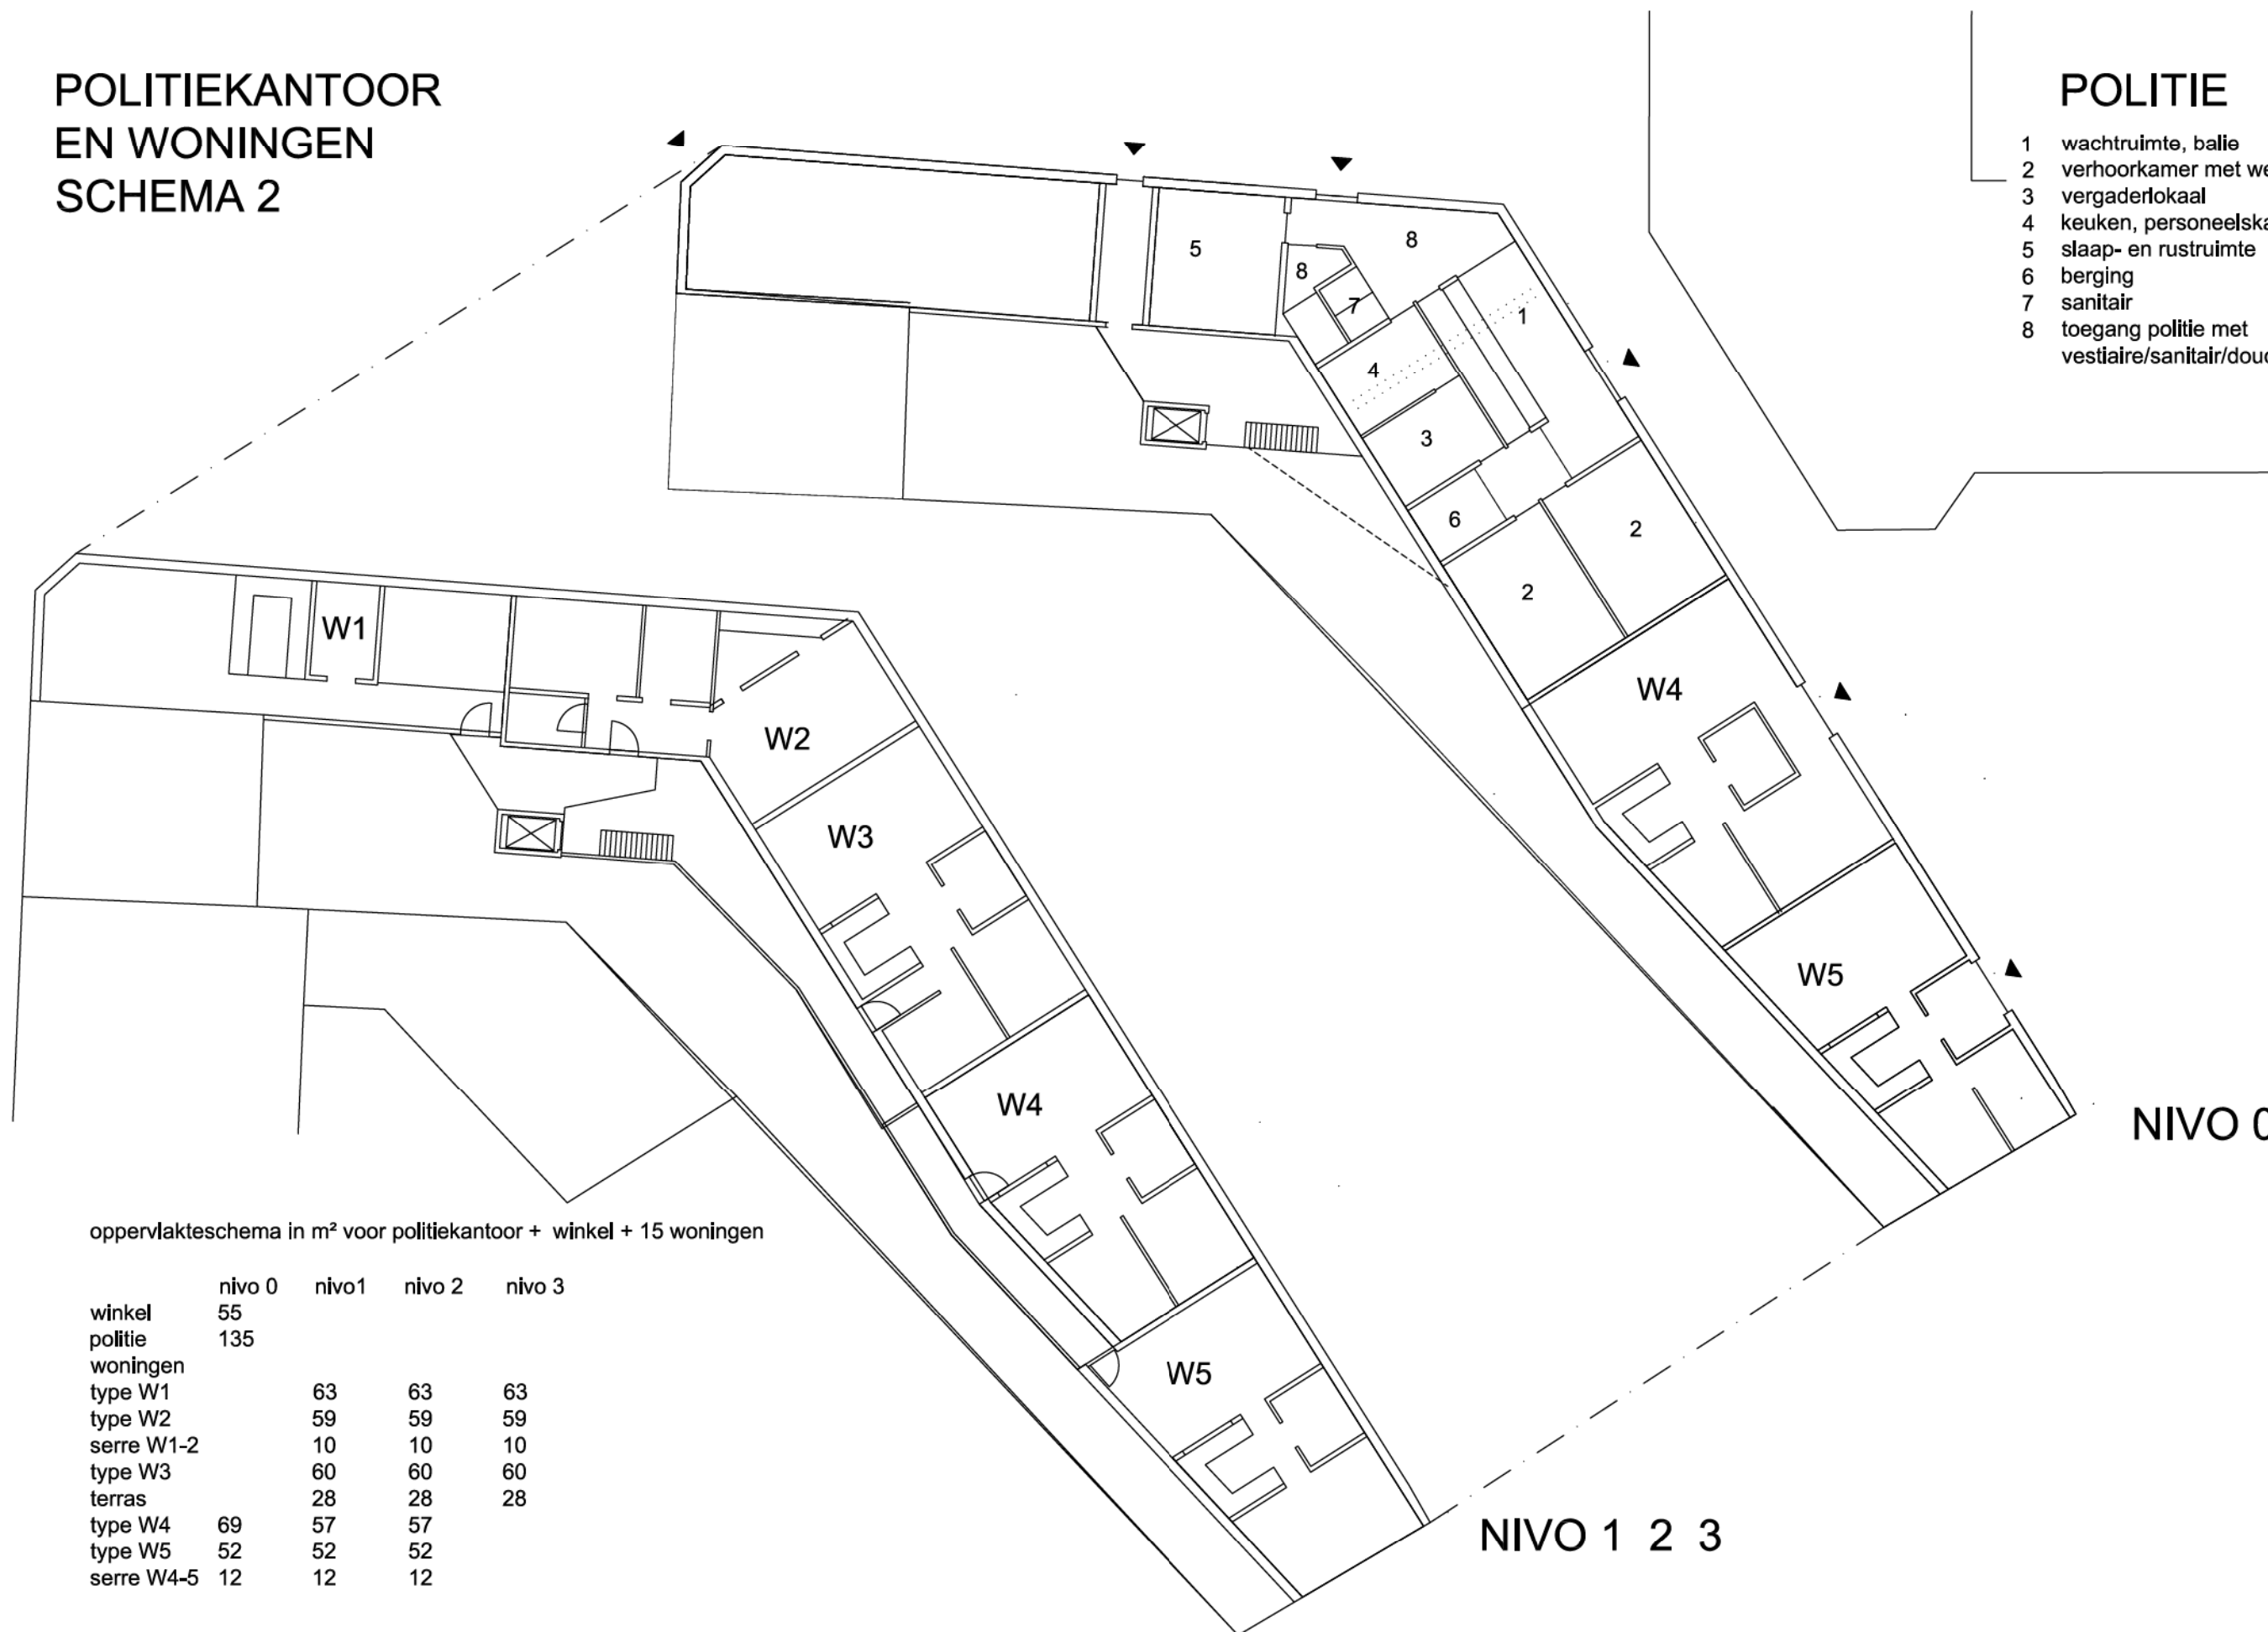 POLITIEKANTOOR
EN WONINGEN
SCHEMA 2
POLITIE
1 wachtruimte, balie
2 verhoorkamer met we
3 vergaderlokaal
4 keuken, personeelska
5 slaap- en rustruimte
6 berging
7 sanitair
8 toegang politie met
vestiaire/sanitair/douc
5
8
8
7
1
4
3
6
2
2
W4
W5
NIVO 0
W1
W2
W3
W4
W5
NIVO 1 2 3
oppervlakteschema in m² voor politiekantoor + winkel + 15 woningen
nivo 0 nivo1 nivo 2 nivo 3
winkel 55
politie 135
woningen
type W1 63 63 63
type W2 59 59 59
serre W1-2 10 10 10
type W3 60 60 60
terras 28 28 28
type W4 69 57 57
type W5 52 52 52
serre W4-5 12 12 12